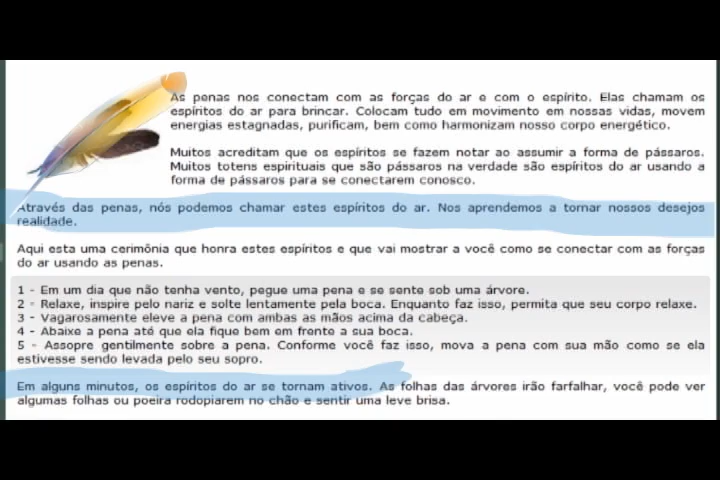 As penas nos conectam com as forças do ar e com o espírito. Elas chamam os
espíritos do ar para brincar. Colocam tudo em movimento em nossas vidas, movem
energias estagnadas, purificam, bem como harmonizam nosso corpo energético.
Muitos acreditam que os espíritos se fazem notar ao assumir a forma de pássaros.
Muitos totens espirituais que são pássaros na verdade são espíritos do ar usando a
forma de pássaros para se conectarem conosco.
Através das penas, nós podemos chamar estes espíritos do ar. Nos aprendemos a tornar nossos desejos
realidade.
Aqui esta uma cerimônia que honra estes espíritos e que vai mostrar a você como se conectar com as forças
do ar usando as penas.
1 - Em um dia que não tenha vento, pegue uma pena e se sente sob uma árvore.
2 - Relaxe, inspire pelo nariz e solte lentamente pela boca. Enquanto faz isso, permita que seu corpo relaxe.
3 - Vagarosamente eleve a pena com ambas as mãos acima da cabeça.
4 - Abaixe a pena até que ela fique bem em frente a sua boca.
5 - Assopre gentilmente sobre a pena. Conforme você faz isso, mova a pena com sua mão como se ela
estivesse sendo levada pelo seu sopro.
Em alguns minutos, os espíritos do ar se tornam ativos. As folhas das árvores irão farfalhar, você pode ver
algumas folhas ou poeira rodopiarem no chão e sentir uma leve brisa.